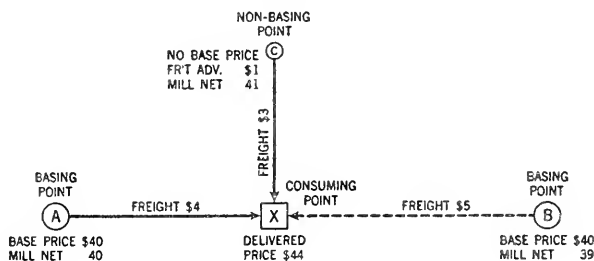 NON-BASING
POINT
C
NO BASE PRICE
FR'T ADV. $1
MILL NET 41
FREIGHT $3
BASING
POINT
A
FREIGHT $4
BASE PRICE $40
MILL NET 40
CONSUMING
POINT
X
DELIVERED
PRICE $44
FREIGHT $5
BASING
POINT
B
BASE PRICE $40
MILL NET 39